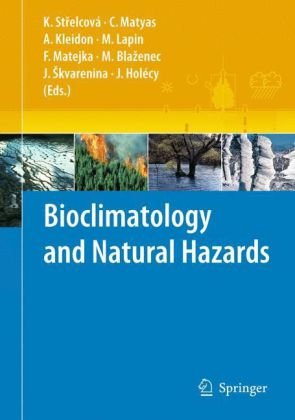 K. Střelcová · C. Matyas
A. Kleidon · M. Lapin
F. Matejka · M. Blaženec
J. Škvarenina · J. Holécy
(Eds.)
Bioclimatology
and Natural Hazards
Springer